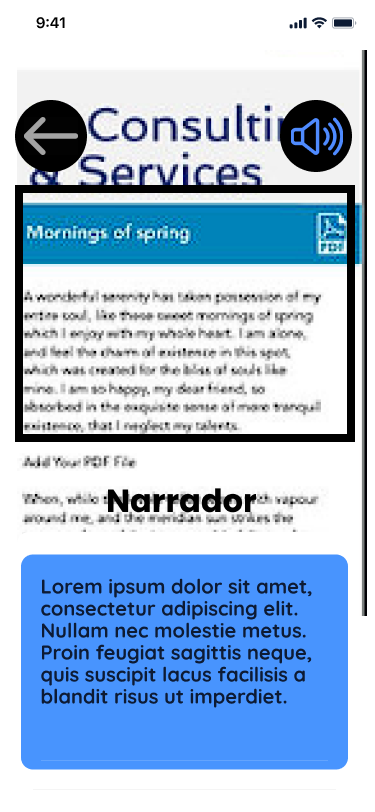 9:41
Consulti
& Services
Mornings of spring
PDF
A wonderful serenity has taken possession of my
entire soul, like these sweet mornings of spring
which I enjoy with my whole heart. I am alone,
and feel the charm of existence in this spot,
which was created for the bliss of souls like
mine. I am so happy, my dear friend, so
absorbed in the exquisite sense of mere tranquil
existence, that I neglect my talents.
Add Your PDF File
When, while with vapour
Narrador
around me, and the meridian sun strikes the
Lorem ipsum dolor sit amet,
consectetur adipiscing elit.
Nullam nec molestie metus.
Proin feugiat sagittis neque,
quis suscipit lacus facilisis a
blandit risus ut imperdiet.